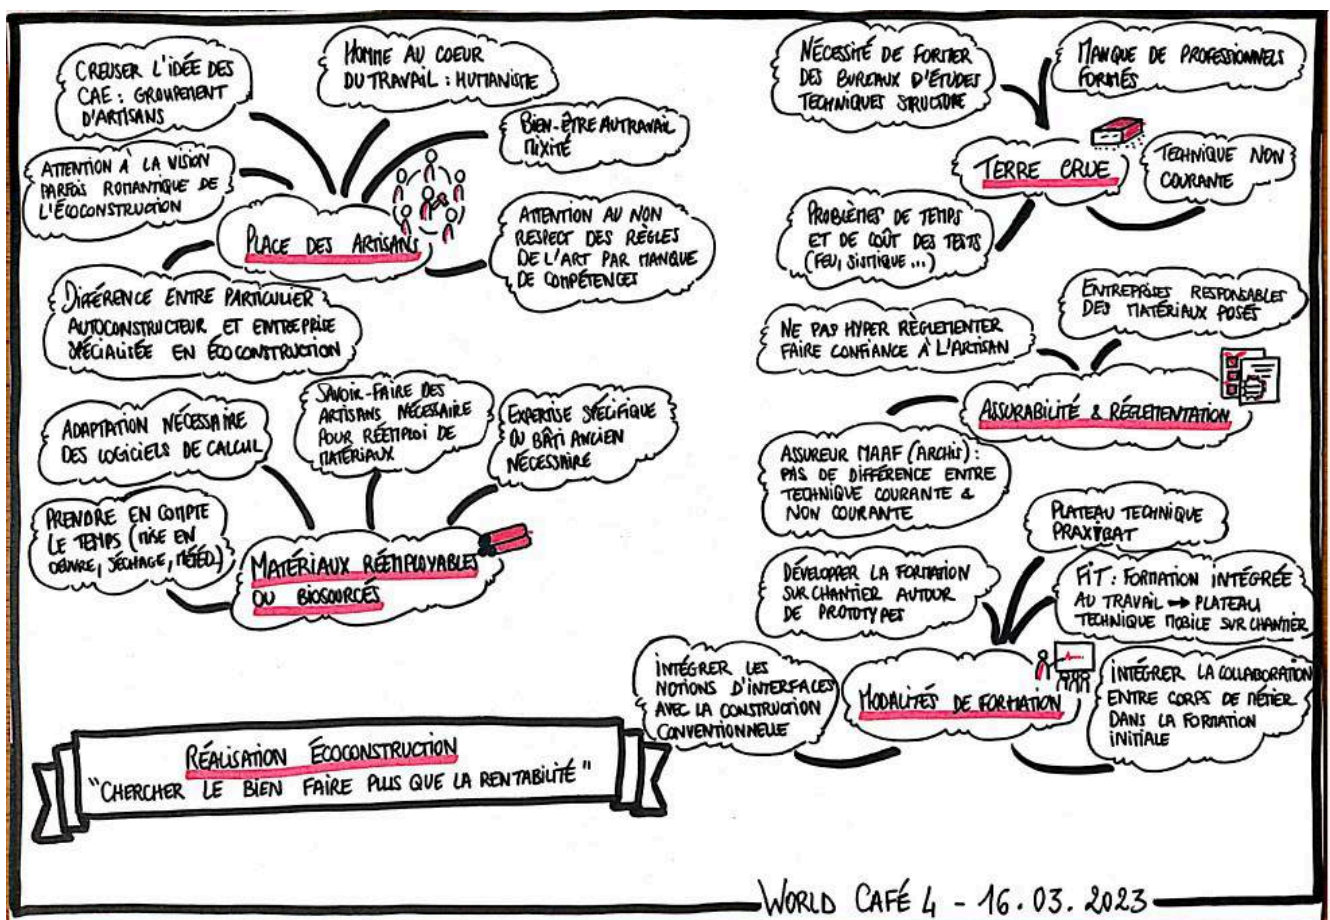 CREUSER L'IDÉE DES
CAE : GROUPEMENT
D'ARTISANS
HOMME AU COEUR
DU TRAVAIL : HUMANISME
BIEN-ÊTRE AU TRAVAIL
MIXITÉ
ATTENTION À LA VISION
PARFOIS ROMANTIQUE DE
L'ÉCOCONSTRUCTION
PLACE DES ARTISANS
ATTENTION AU NON
RESPECT DES RÈGLES
DE L'ART PAR MANQUE
DE COMPÉTENCES
DIFFÉRENCE ENTRE PARTICULIER
AUTOCONSTRUCTEUR ET ENTREPRISE
SPÉCIALISÉE EN ÉCOCONSTRUCTION
ADAPTATION NÉCESSAIRE
DES LOGICIELS DE CALCUL
SAVOIR-FAIRE DES
ARTISANS NÉCESSAIRE
POUR RÉEMPLOI DE
MATÉRIAUX
EXPERTISE SPÉCIFIQUE
DU BÂTI ANCIEN
NÉCESSAIRE
PRENDRE EN COMPTE
LE TEMPS (MISE EN
OEUVRE, SÉCHAGE, MÉTÉO.)
MATÉRIAUX RÉEMPLOYABLES
OU BIOSOURCÉS
RÉALISATION ÉCOCONSTRUCTION
"CHERCHER LE BIEN FAIRE PLUS QUE LA RENTABILITÉ"
NÉCESSITÉ DE FORMER
DES BUREAUX D'ÉTUDES
TECHNIQUES STRUCTURE
MANQUE DE PROFESSIONNELS
FORMÉS
TERRE CRUE
TECHNIQUE NON
COURANTE
PROBLÈMES DE TEMPS
ET DE COÛT DES TESTS
(FEU, SISMIQUE...)
ENTREPRISES RESPONSABLES
DES MATÉRIAUX POSÉS
NE PAS HYPER RÈGLEMENTER
FAIRE CONFIANCE À L'ARTISAN
ASSURABILITÉ & RÉGLEMENTATION
ASSUREUR MAAF (ARCHIS) :
PAS DE DIFFÉRENCE ENTRE
TECHNIQUE COURANTE &
NON COURANTE
PLATEAU TECHNIQUE
PRAXIBAT
DÉVELOPPER LA FORMATION
SUR CHANTIER AUTOUR
DE PROTOTYPES
FIT : FORMATION INTÉGRÉE
AU TRAVAIL → PLATEAU
TECHNIQUE MOBILE SUR CHANTIER
INTÉGRER LES
NOTIONS D'INTERFACES
AVEC LA CONSTRUCTION
CONVENTIONNELLE
MODALITÉS DE FORMATION
INTÉGRER LA COLLABORATION
ENTRE CORPS DE MÉTIER
DANS LA FORMATION
INITIALE
WORLD CAFÉ 4 - 16.03.2023